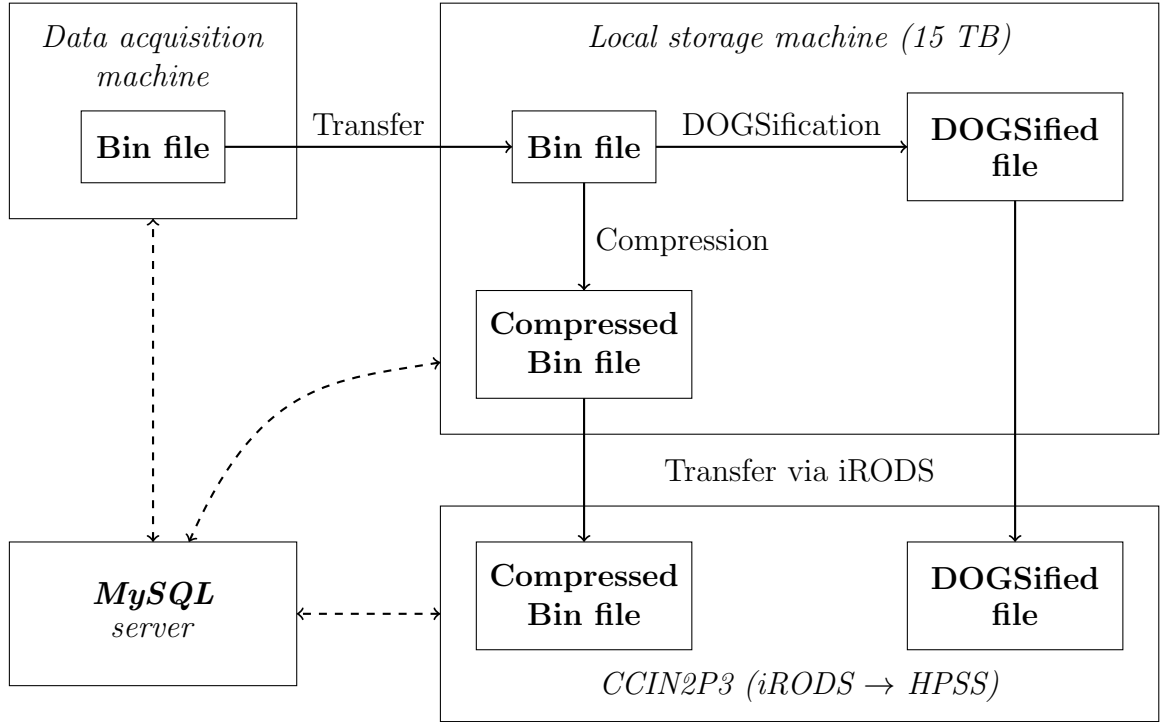 Data acquisition
machine
Bin file
Transfer
Local storage machine (15 TB)
Bin file
DOGSification
DOGSified
file
Compression
Compressed
Bin file
Transfer via iRODS
MySQL
server
Compressed
Bin file
DOGSified
file
CCIN2P3 (iRODS → HPSS)